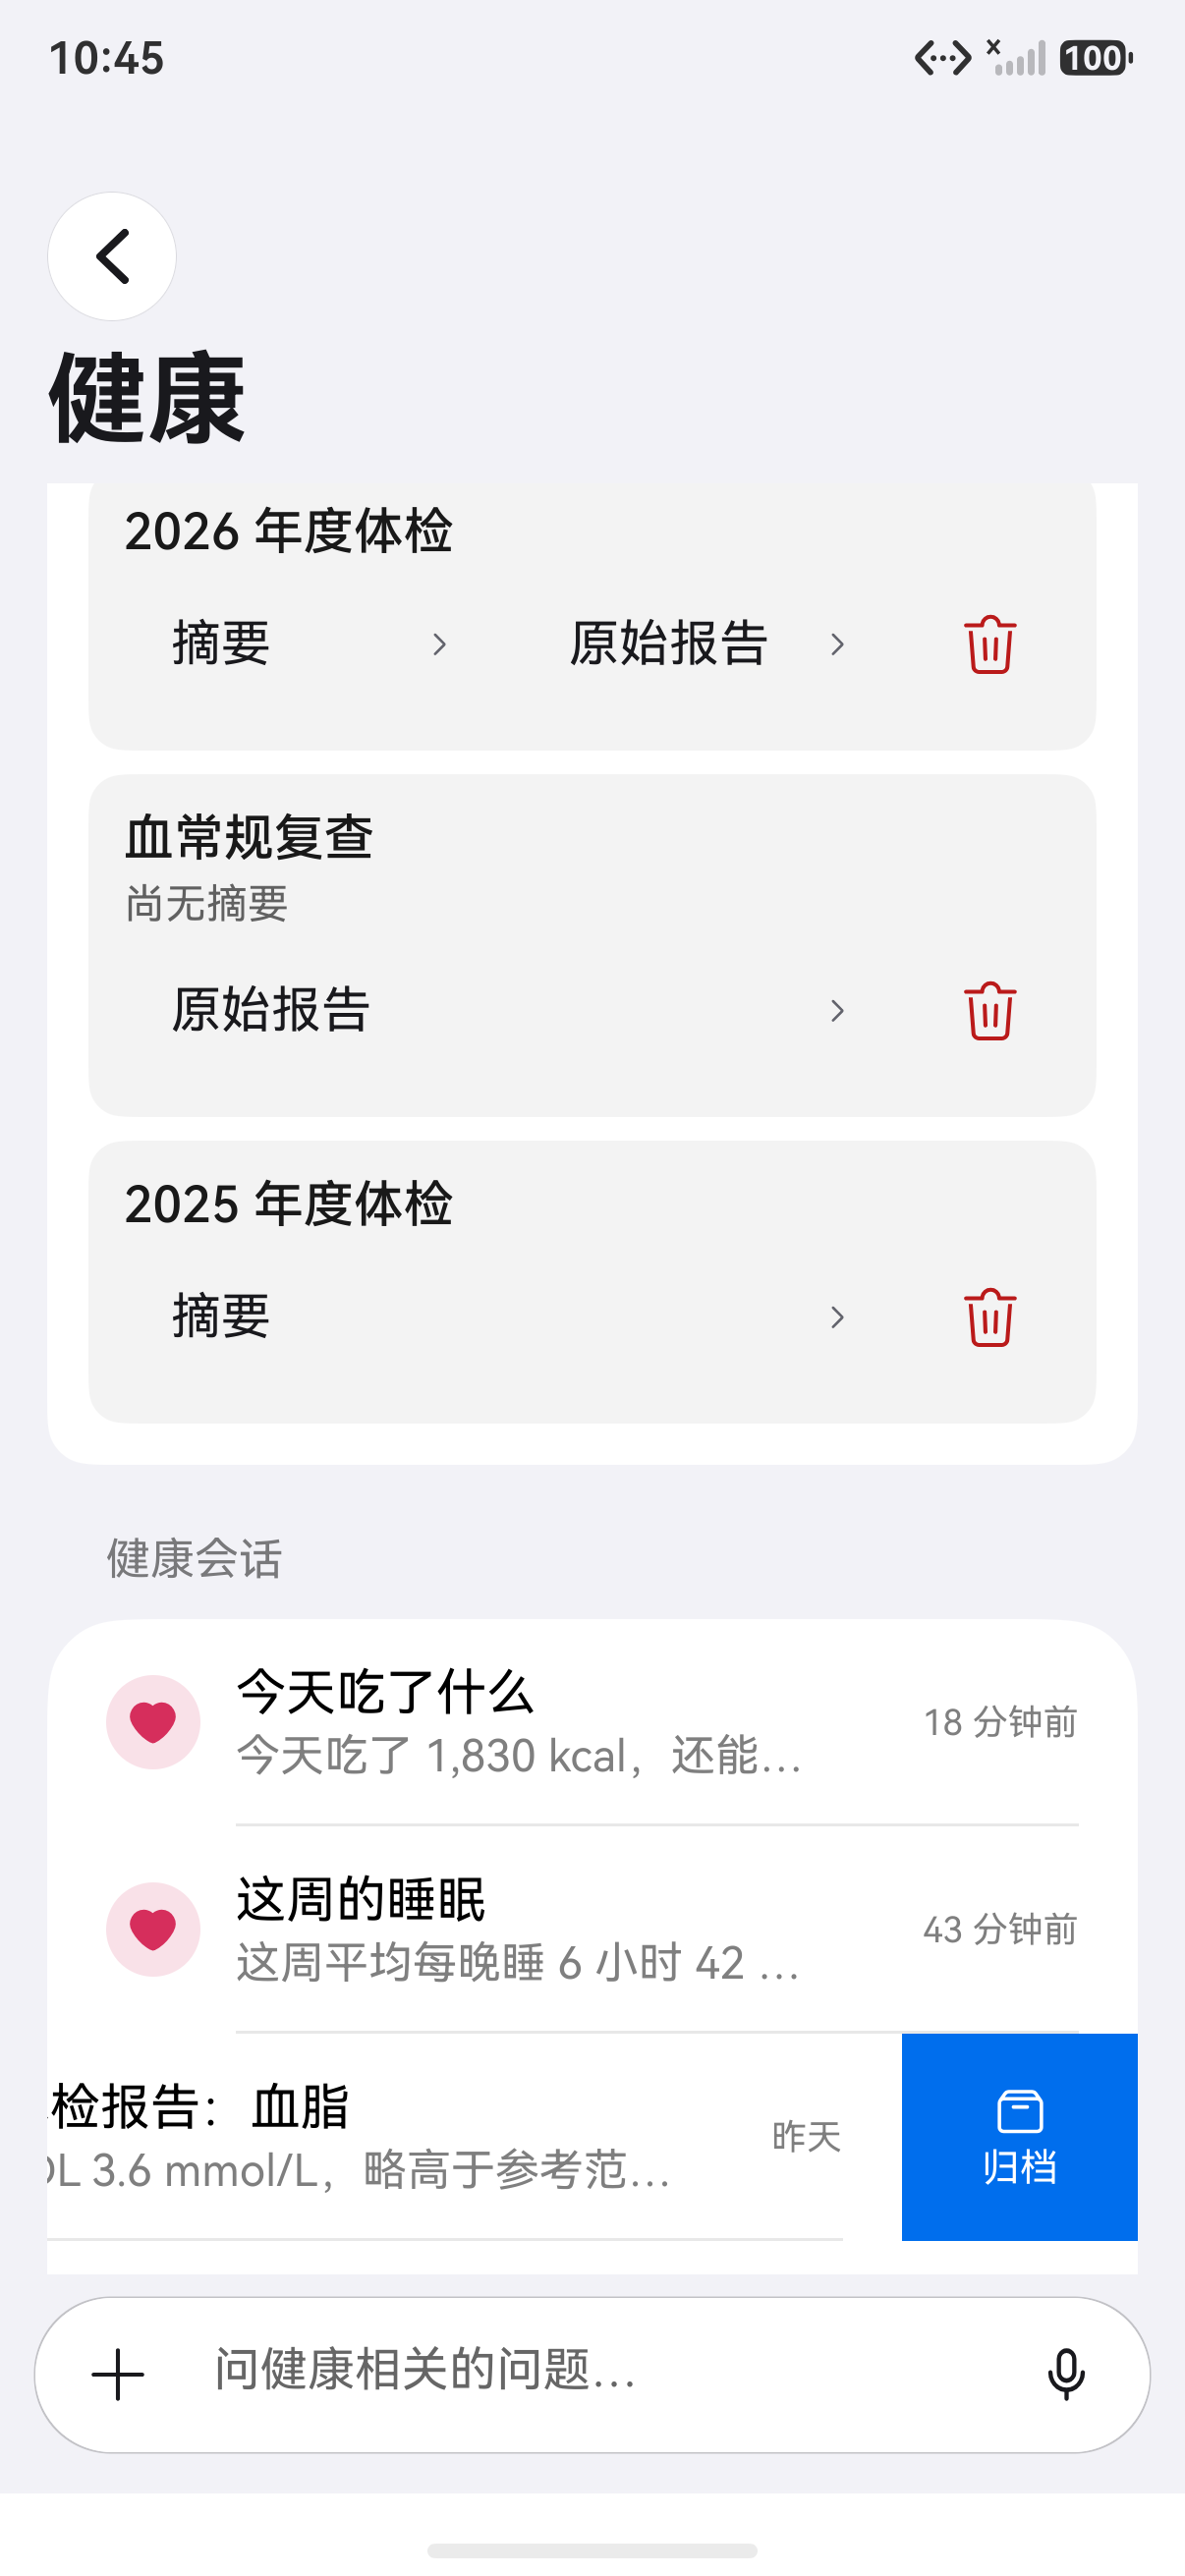 10:45
100
健康
2026 年度体检
摘要
原始报告
血常规复查
尚无摘要
原始报告
2025 年度体检
摘要
健康会话
今天吃了什么
18 分钟前
今天吃了 1,830 kcal，还能…
这周的睡眠
43 分钟前
这周平均每晚睡 6 小时 42 …
检报告：血脂
昨天
DL 3.6 mmol/L，略高于参考范…
归档
问健康相关的问题…